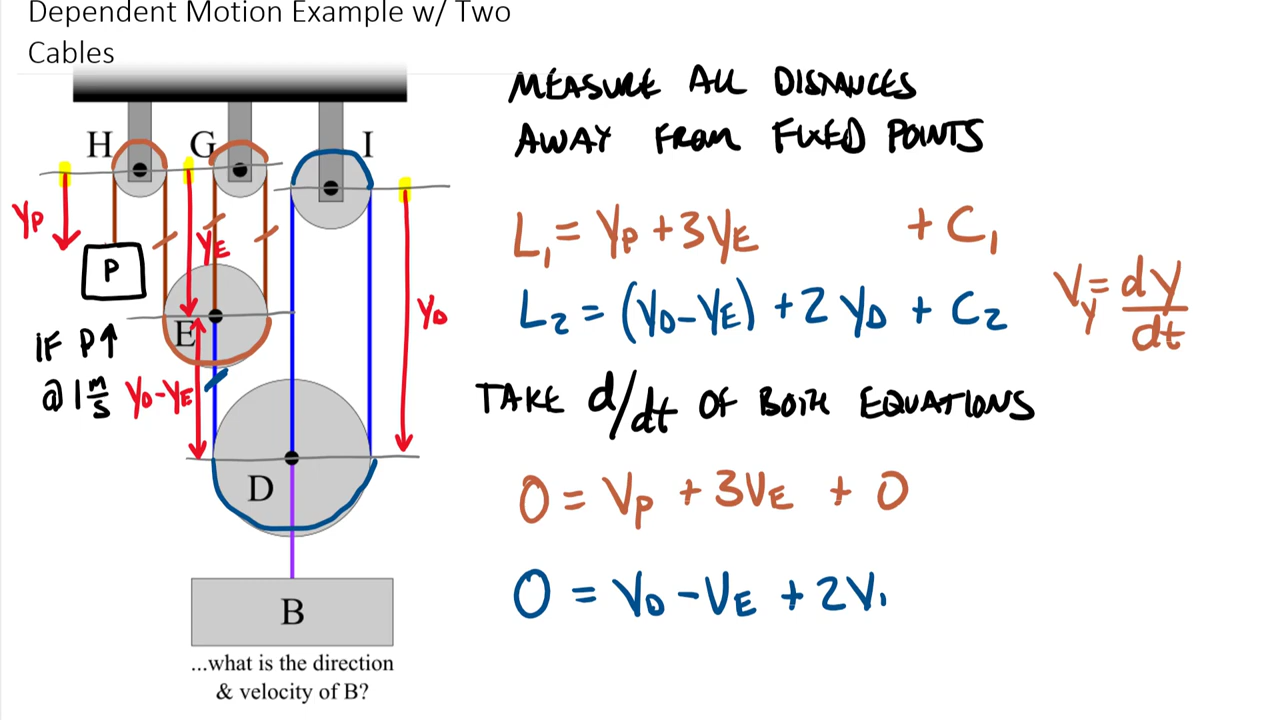 Dependent Motion Example w/ Two
Cables
MEASURE ALL DISTANCES
AWAY FROM FIXED POINTS
H G I
YP
P
YE
YD
E
IF P↑
@ 1 m/s
YD-YE
D
B
...what is the direction
& velocity of B?
L1 = YP + 3YE + C1
L2 = (YD-YE) + 2YD + C2
Vy = dy/dt
TAKE d/dt OF BOTH EQUATIONS
0 = VP + 3VE + 0
0 = VD - VE + 2V